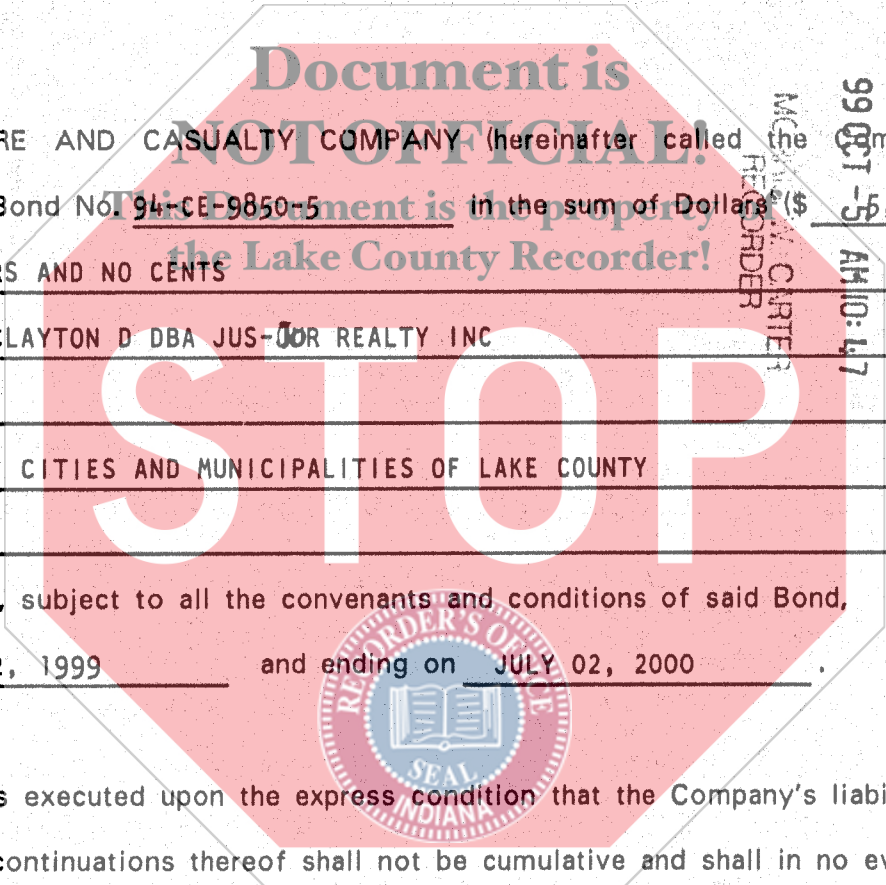 Document is
NOT OFFICIAL!
This Document is the property
the Lake County Recorder!
STOP
RE AND CASUALTY COMPANY (hereinafter called the Com
Bond No. 94-CE-9850-5 in the sum of Dollars ($ 5
RS AND NO CENTS
CLAYTON D DBA JUS-JOR REALTY INC
CITIES AND MUNICIPALITIES OF LAKE COUNTY
, subject to all the convenants and conditions of said Bond,
2, 1999 and ending on JULY 02, 2000 .
s executed upon the express condition that the Company's liabi
continuations thereof shall not be cumulative and shall in no ev
99 OCT -5 AM 10: 47
CARTER
RECORDER
RECORDER'S OFFICE
SEAL
INDIANA